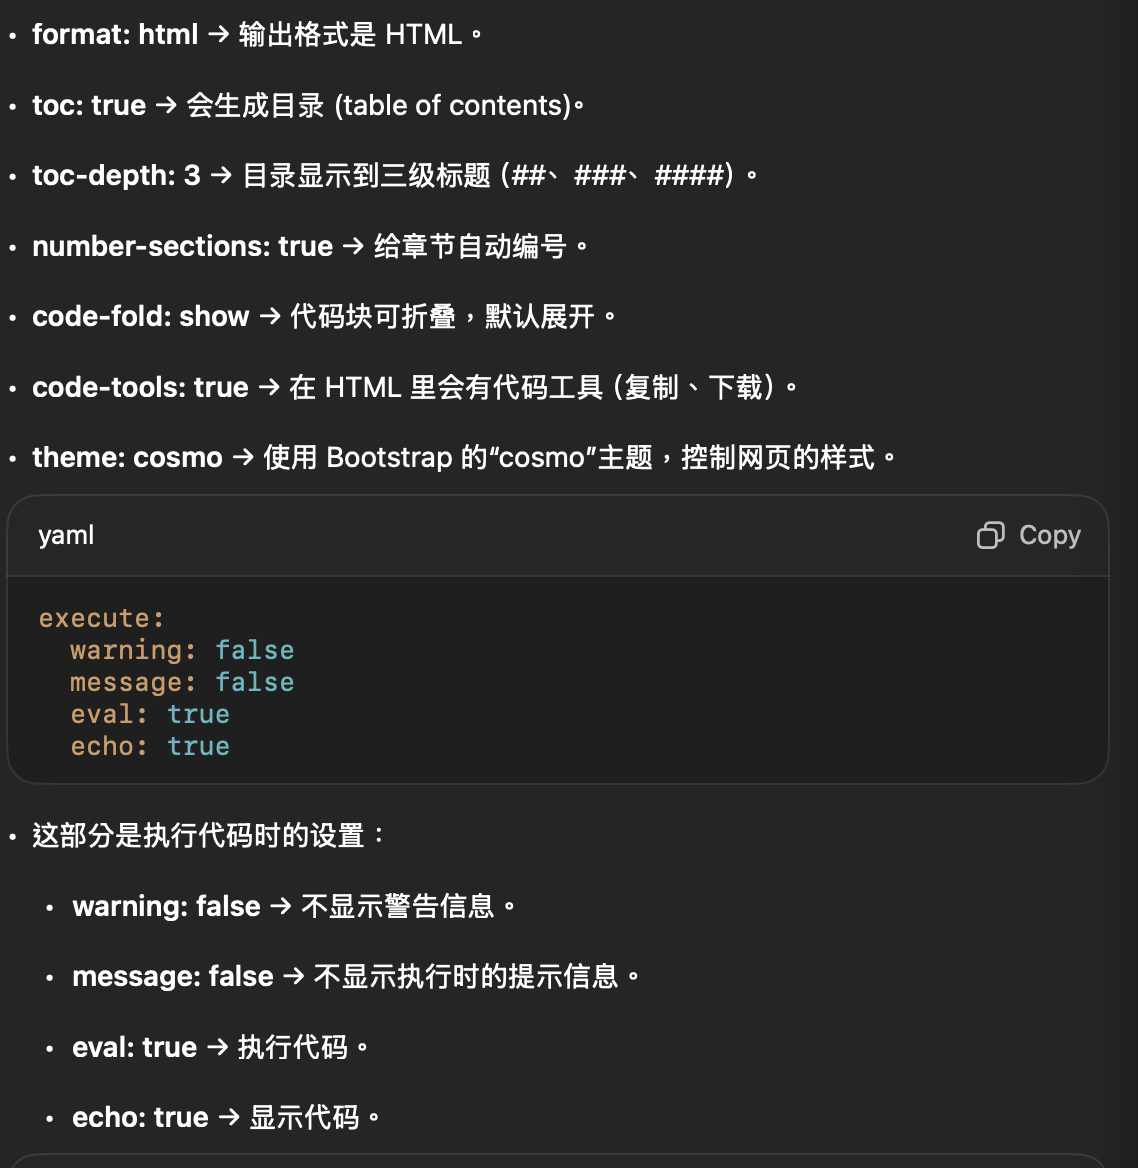 • format: html → 输出格式是 HTML。
• toc: true → 会生成目录 (table of contents)。
• toc-depth: 3 → 目录显示到三级标题 (##、###、####) 。
• number-sections: true → 给章节自动编号。
• code-fold: show → 代码块可折叠，默认展开。
• code-tools: true → 在 HTML 里会有代码工具 (复制、下载) 。
• theme: cosmo → 使用 Bootstrap 的“cosmo”主题，控制网页的样式。
yaml Copy
execute:
  warning: false
  message: false
  eval: true
  echo: true
• 这部分是执行代码时的设置：
• warning: false → 不显示警告信息。
• message: false → 不显示执行时的提示信息。
• eval: true → 执行代码。
• echo: true → 显示代码。